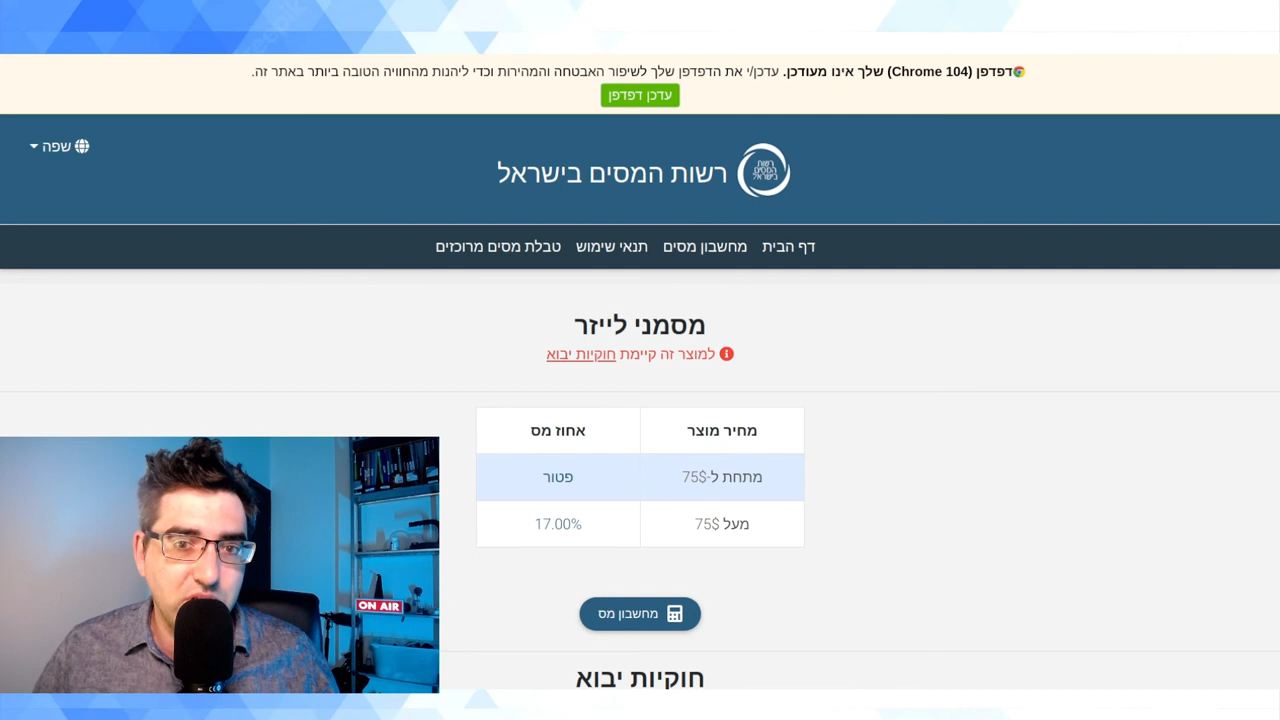 דפדפן (Chrome 104) שלך אינו מעודכן. עדכן/י את הדפדפן שלך לשיפור האבטחה והמהירות וכדי ליהנות מהחוויה הטובה ביותר באתר זה.
עדכן דפדפן
שפה
רשות המסים בישראל
רשות המסים בישראל
דף הבית מחשבון מסים תנאי שימוש טבלת מסים מרוכזים
מסמני לייזר
למוצר זה קיימת חוקיות יבוא
מחיר מוצר אחוז מס
מתחת ל-75$ פטור
מעל 75$ 17.00%
ON AIR
מחשבון מס
חוקיות יבוא